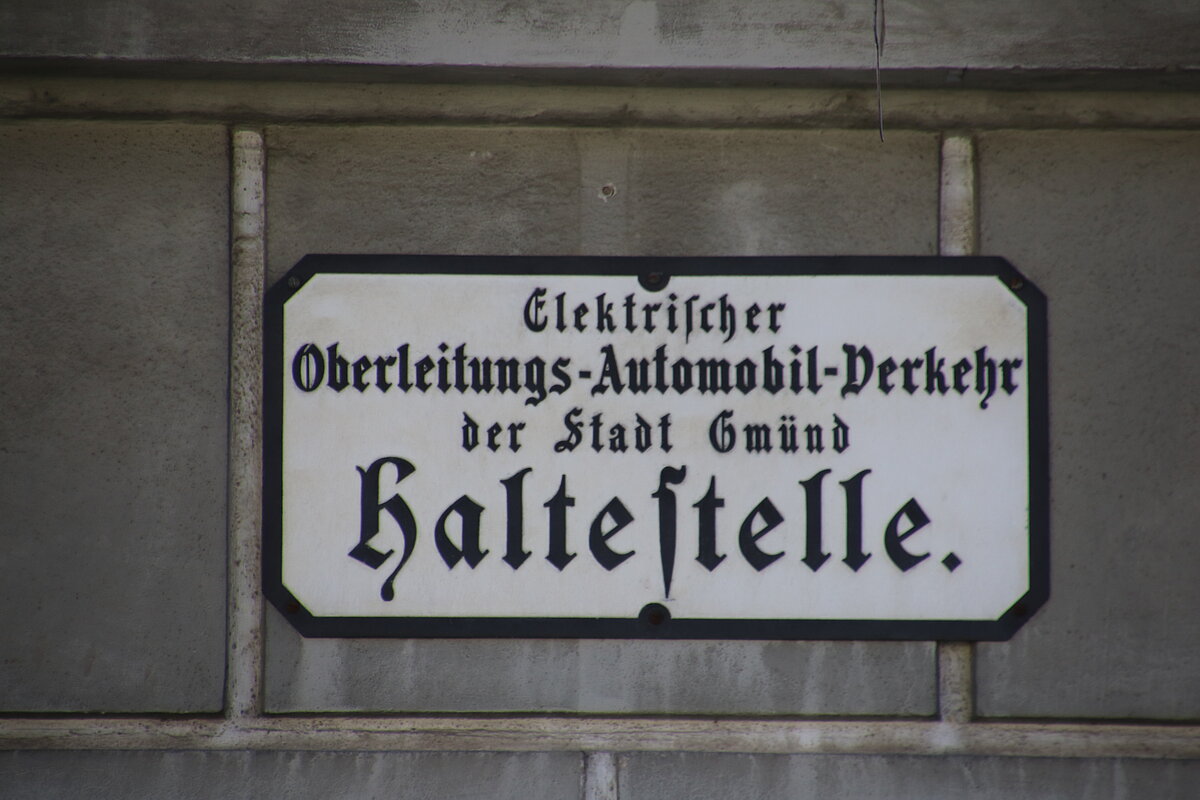 Elektriſcher
Oberleitungs-Automobil-Verkehr
der Stadt Gmünd
Halteſtelle.